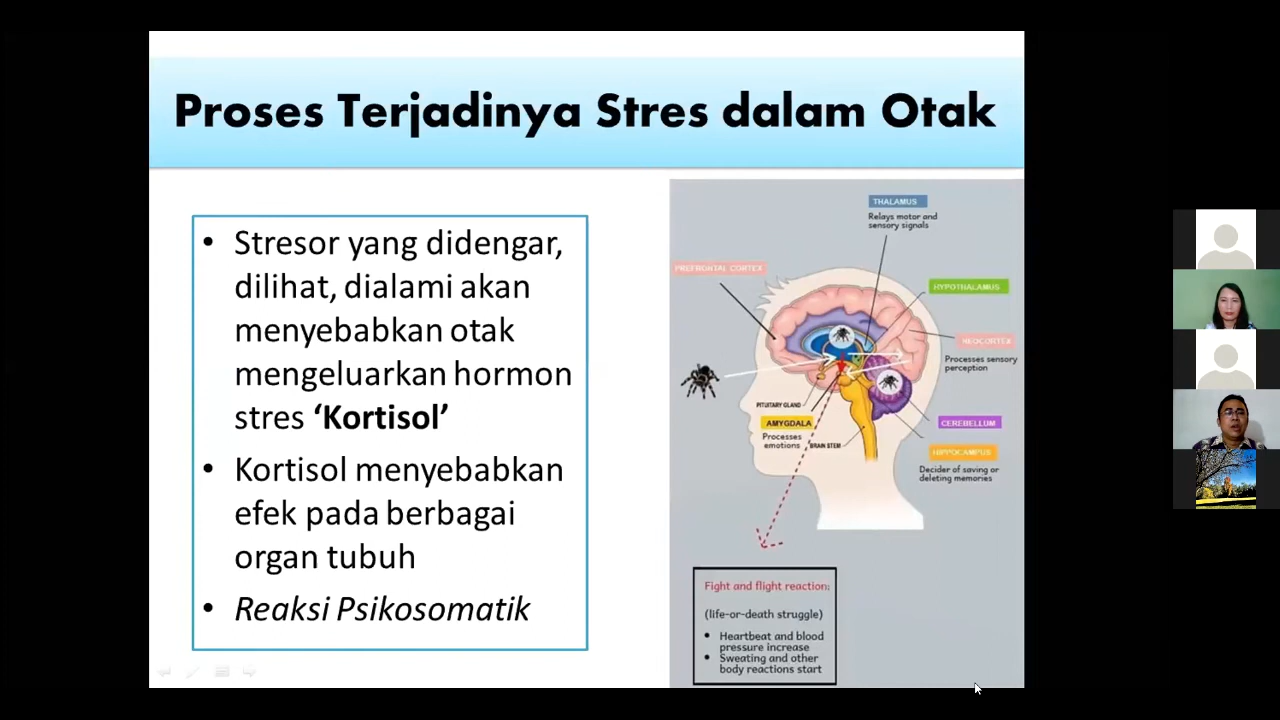 Proses Terjadinya Stres dalam Otak
• Stresor yang didengar,
dilihat, dialami akan
menyebabkan otak
mengeluarkan hormon
stres ‘Kortisol’
• Kortisol menyebabkan
efek pada berbagai
organ tubuh
• Reaksi Psikosomatik
THALAMUS
Relays motor and
sensory signals
PREFRONTAL CORTEX
HYPOTHALAMUS
NEOCORTEX
Processes sensory
perception
PITUITARY GLAND
AMYGDALA
Processes
emotions
BRAIN STEM
CEREBELLUM
HIPPOCAMPUS
Decider of saving or
deleting memories
Fight and flight reaction:
(life-or-death struggle)
• Heartbeat and blood
pressure increase
• Sweating and other
body reactions start